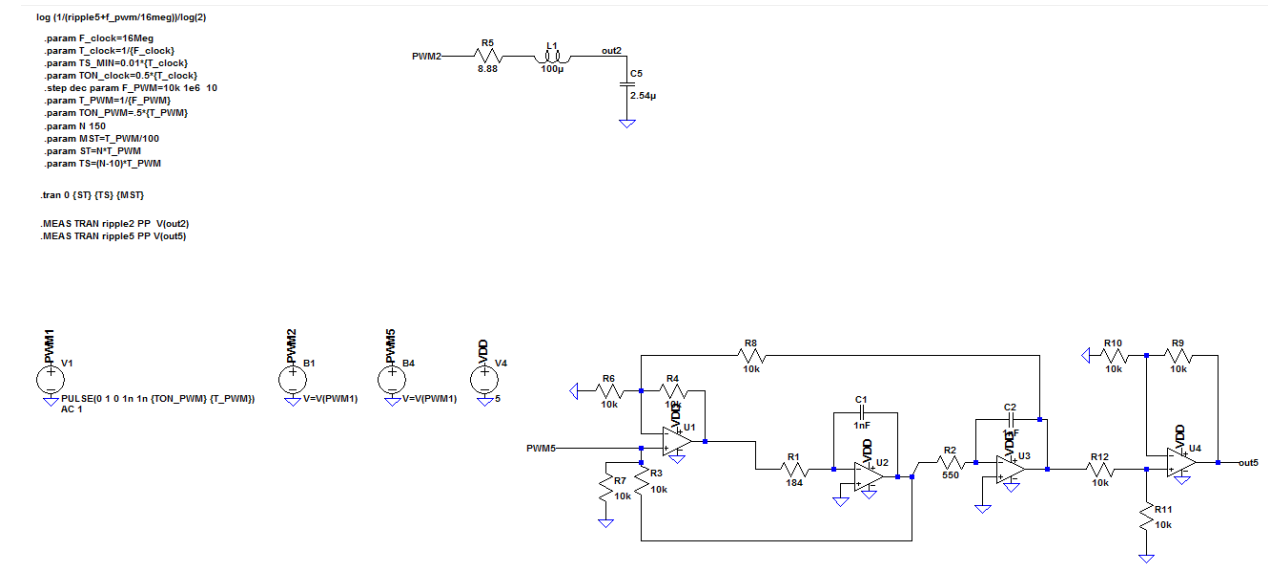 log (1/(ripple5+f_pwm/16meg))/log(2)
.param F_clock=16Meg
.param T_clock=1/{F_clock}
.param TS_MIN=0.01*{T_clock}
.param TON_clock=0.5*{T_clock}
.step dec param F_PWM=10k 1e6 10
.param T_PWM=1/{F_PWM}
.param TON_PWM=.5*{T_PWM}
.param N 150
.param MST=T_PWM/100
.param ST=N*T_PWM
.param TS=(N-10)*T_PWM
.tran 0 {ST} {TS} {MST}
.MEAS TRAN ripple2 PP V(out2)
.MEAS TRAN ripple5 PP V(out5)
PWM2
R5
8.88
L1
100µ
out2
C5
2.54µ
PWM1
V1
PULSE(0 1 0 1n 1n {TON_PWM} {T_PWM})
AC 1
PWM2
B1
V=V(PWM1)
PWM5
B4
V=V(PWM1)
VDD
V4
5
R8
10k
R6
10k
R4
10k
VDD
U1
PWM5
R7
10k
R3
10k
R1
184
C1
1nF
VDD
U2
R2
550
C2
1nF
VDD
U3
R12
10k
R10
10k
R9
10k
VDD
U4
out5
R11
10k